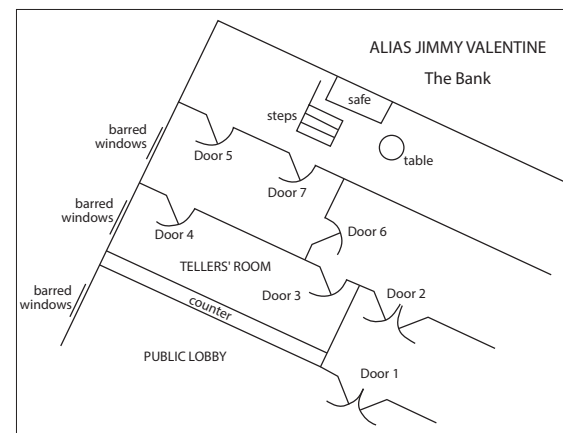 ALIAS JIMMY VALENTINE
The Bank
safe
steps
table
barred
windows
Door 5
Door 7
barred
windows
Door 4
Door 6
TELLERS' ROOM
Door 3
Door 2
barred
windows
counter
PUBLIC LOBBY
Door 1